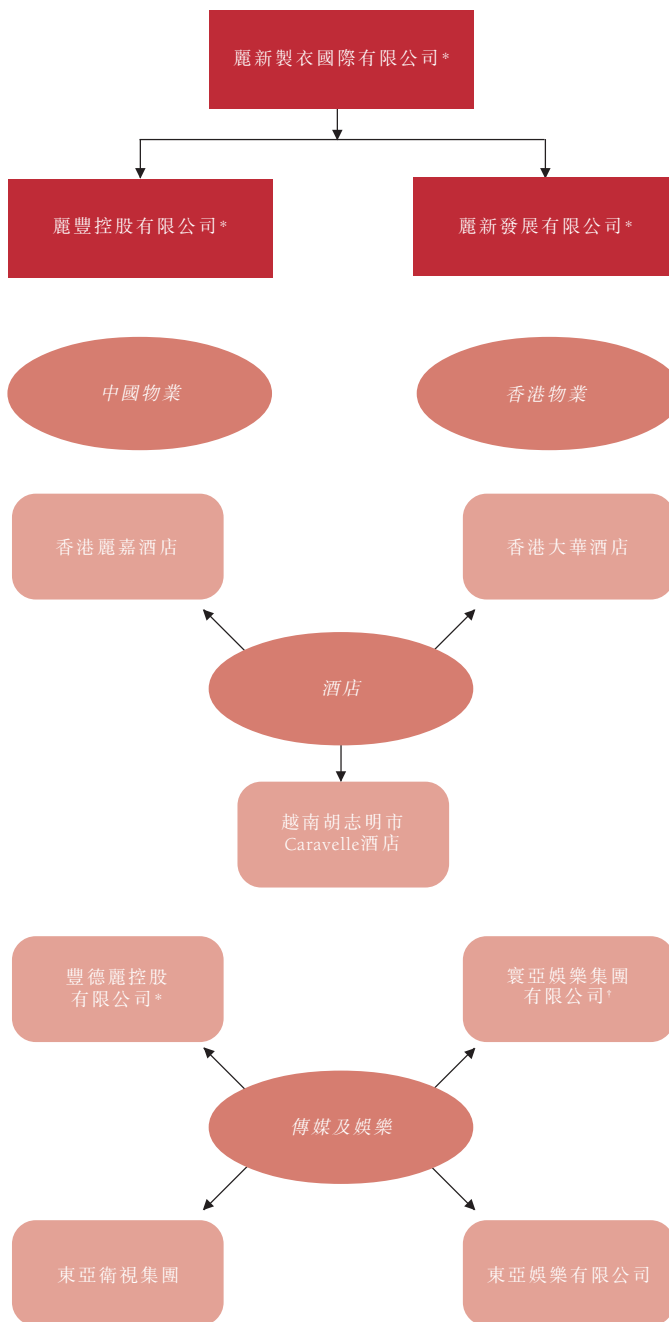 麗新製衣國際有限公司*
麗豐控股有限公司*
麗新發展有限公司*
中國物業
香港物業
香港麗嘉酒店
香港大華酒店
酒店
越南胡志明市
Caravelle酒店
豐德麗控股
有限公司*
寰亞娛樂集團
有限公司†
傳媒及娛樂
東亞衛視集團
東亞娛樂有限公司